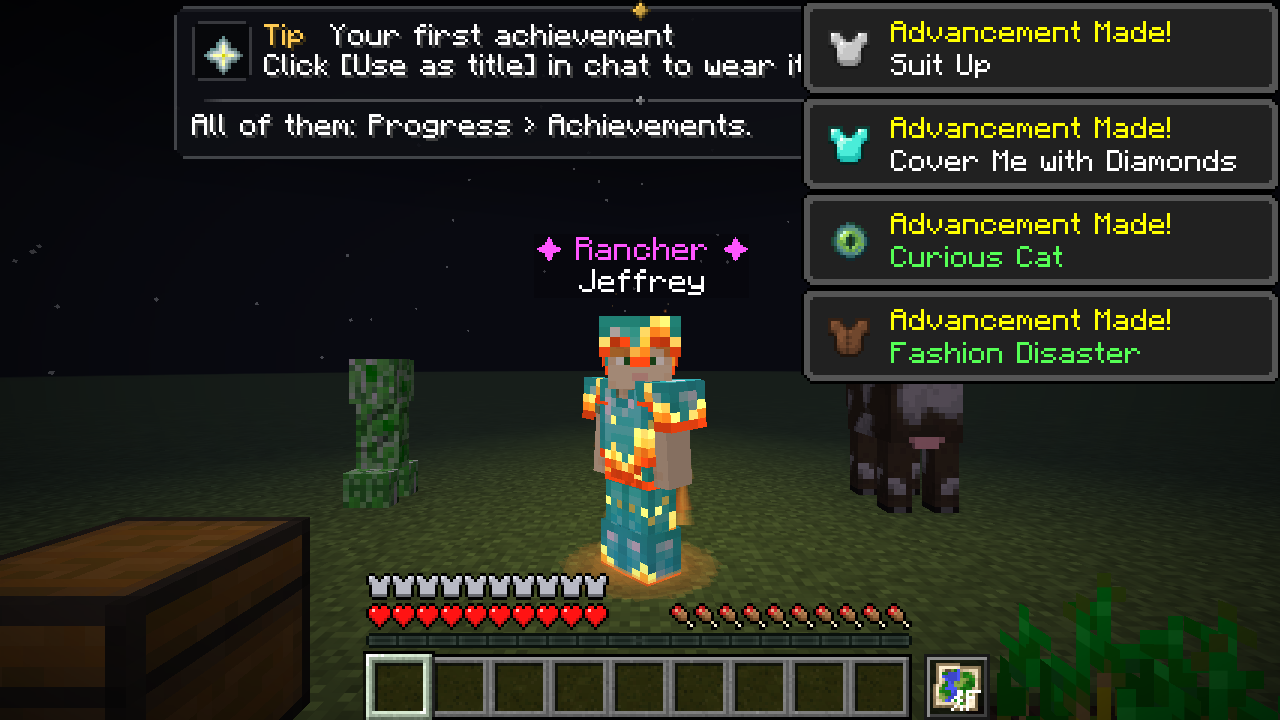 Tip Your first achievement
Click [Use as title] in chat to wear it
All of them: Progress > Achievements.
Advancement Made!
Suit Up
Advancement Made!
Cover Me with Diamonds
Advancement Made!
Curious Cat
Advancement Made!
Fashion Disaster
Rancher
Jeffrey